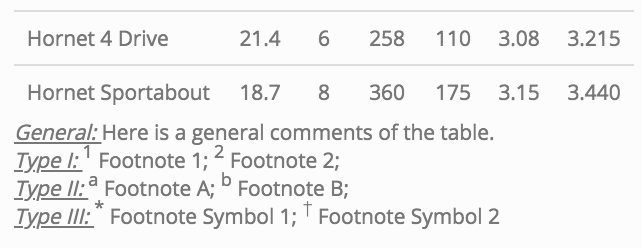 Hornet 4 Drive 21.4 6 258 110 3.08 3.215
Hornet Sportabout 18.7 8 360 175 3.15 3.440
General: Here is a general comments of the table.
Type I: ¹ Footnote 1; ² Footnote 2;
Type II: ᵃ Footnote A; ᵇ Footnote B;
Type III: * Footnote Symbol 1; † Footnote Symbol 2